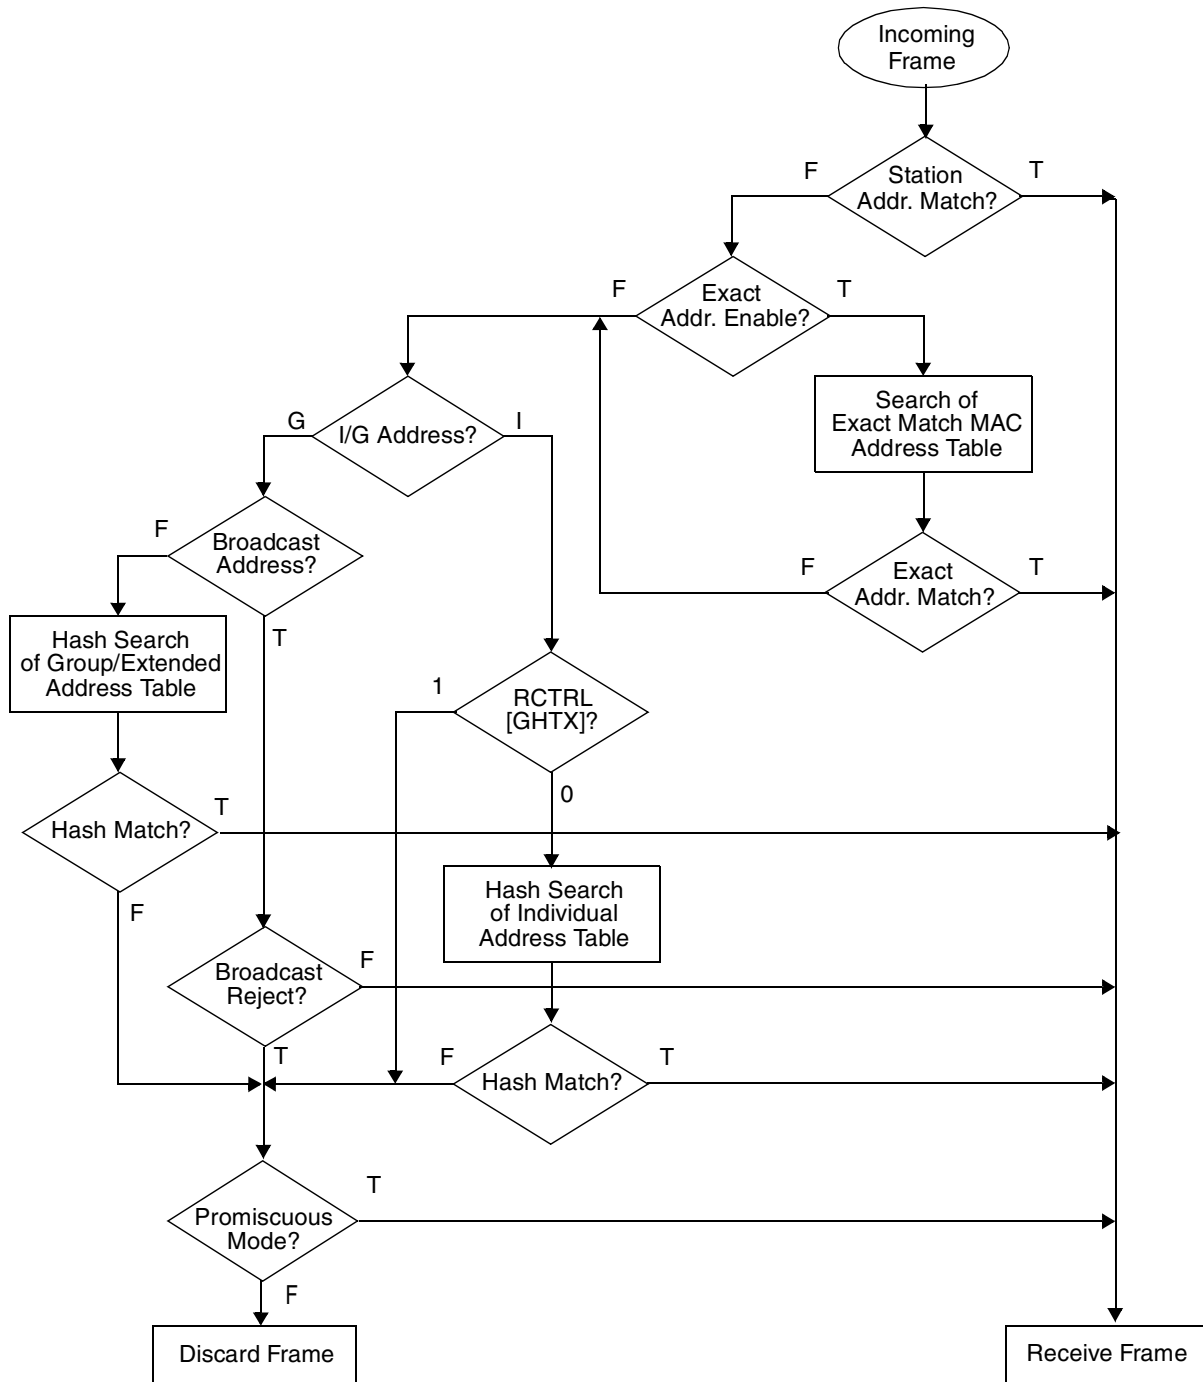 Incoming
Frame
F
Station
Addr. Match?
T
F
Exact
Addr. Enable?
T
Search of
Exact Match MAC
Address Table
G
I/G Address?
I
F
Broadcast
Address?
T
F
Exact
Addr. Match?
T
Hash Search
of Group/Extended
Address Table
1
RCTRL
[GHTX]?
0
Hash Match?
T
F
Hash Search
of Individual
Address Table
Broadcast
Reject?
F
T
F
Hash Match?
T
Promiscuous
Mode?
T
F
Discard Frame
Receive Frame